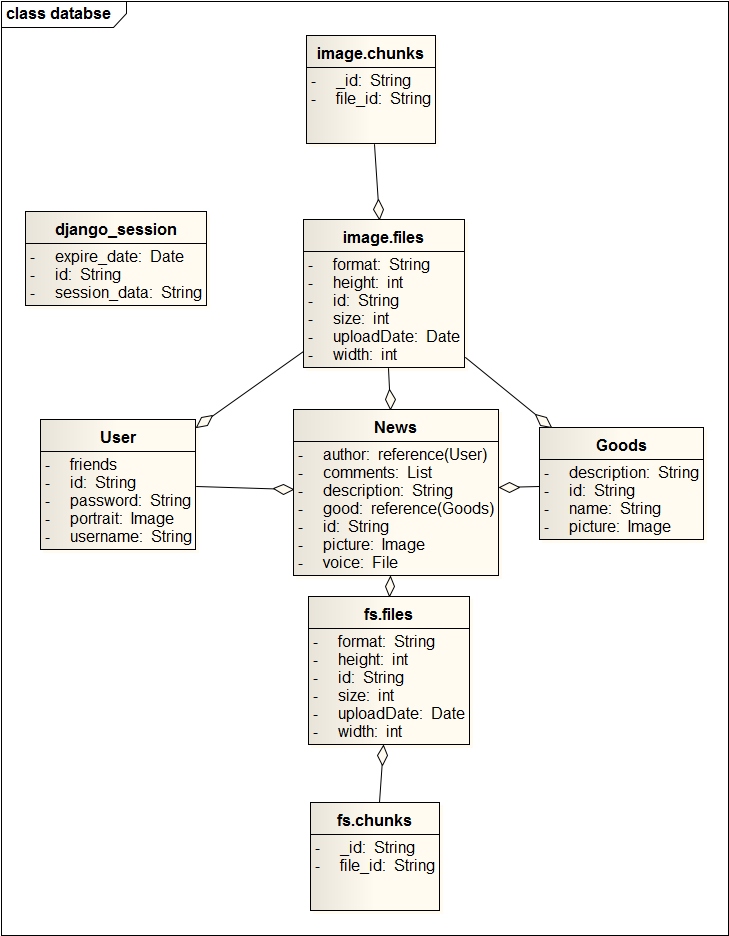 class databse
image.chunks
- _id: String
- file_id: String
django_session
- expire_date: Date
- id: String
- session_data: String
image.files
- format: String
- height: int
- id: String
- size: int
- uploadDate: Date
- width: int
User
- friends
- id: String
- password: String
- portrait: Image
- username: String
News
- author: reference(User)
- comments: List
- description: String
- good: reference(Goods)
- id: String
- picture: Image
- voice: File
Goods
- description: String
- id: String
- name: String
- picture: Image
fs.files
- format: String
- height: int
- id: String
- size: int
- uploadDate: Date
- width: int
fs.chunks
- _id: String
- file_id: String